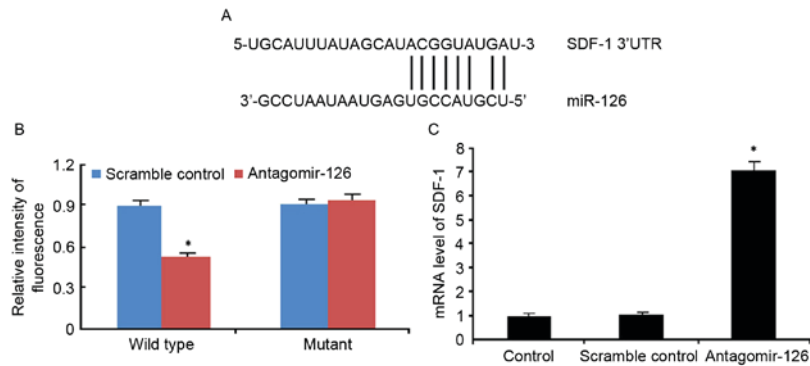 A
5-UGCAUUUAUAGCAUACGGUAUGAU-3 SDF-1 3'UTR
3'-GCCUAAUAAUGAGUGCCAUGCU-5' miR-126
B
Relative intensity of
fluorescence
1.2
0.9
0.6
0.3
0
Scramble control Antagomir-126
*
Wild type Mutant
C
mRNA level of SDF-1
8
7
6
5
4
3
2
1
0
*
Control Scramble control Antagomir-126